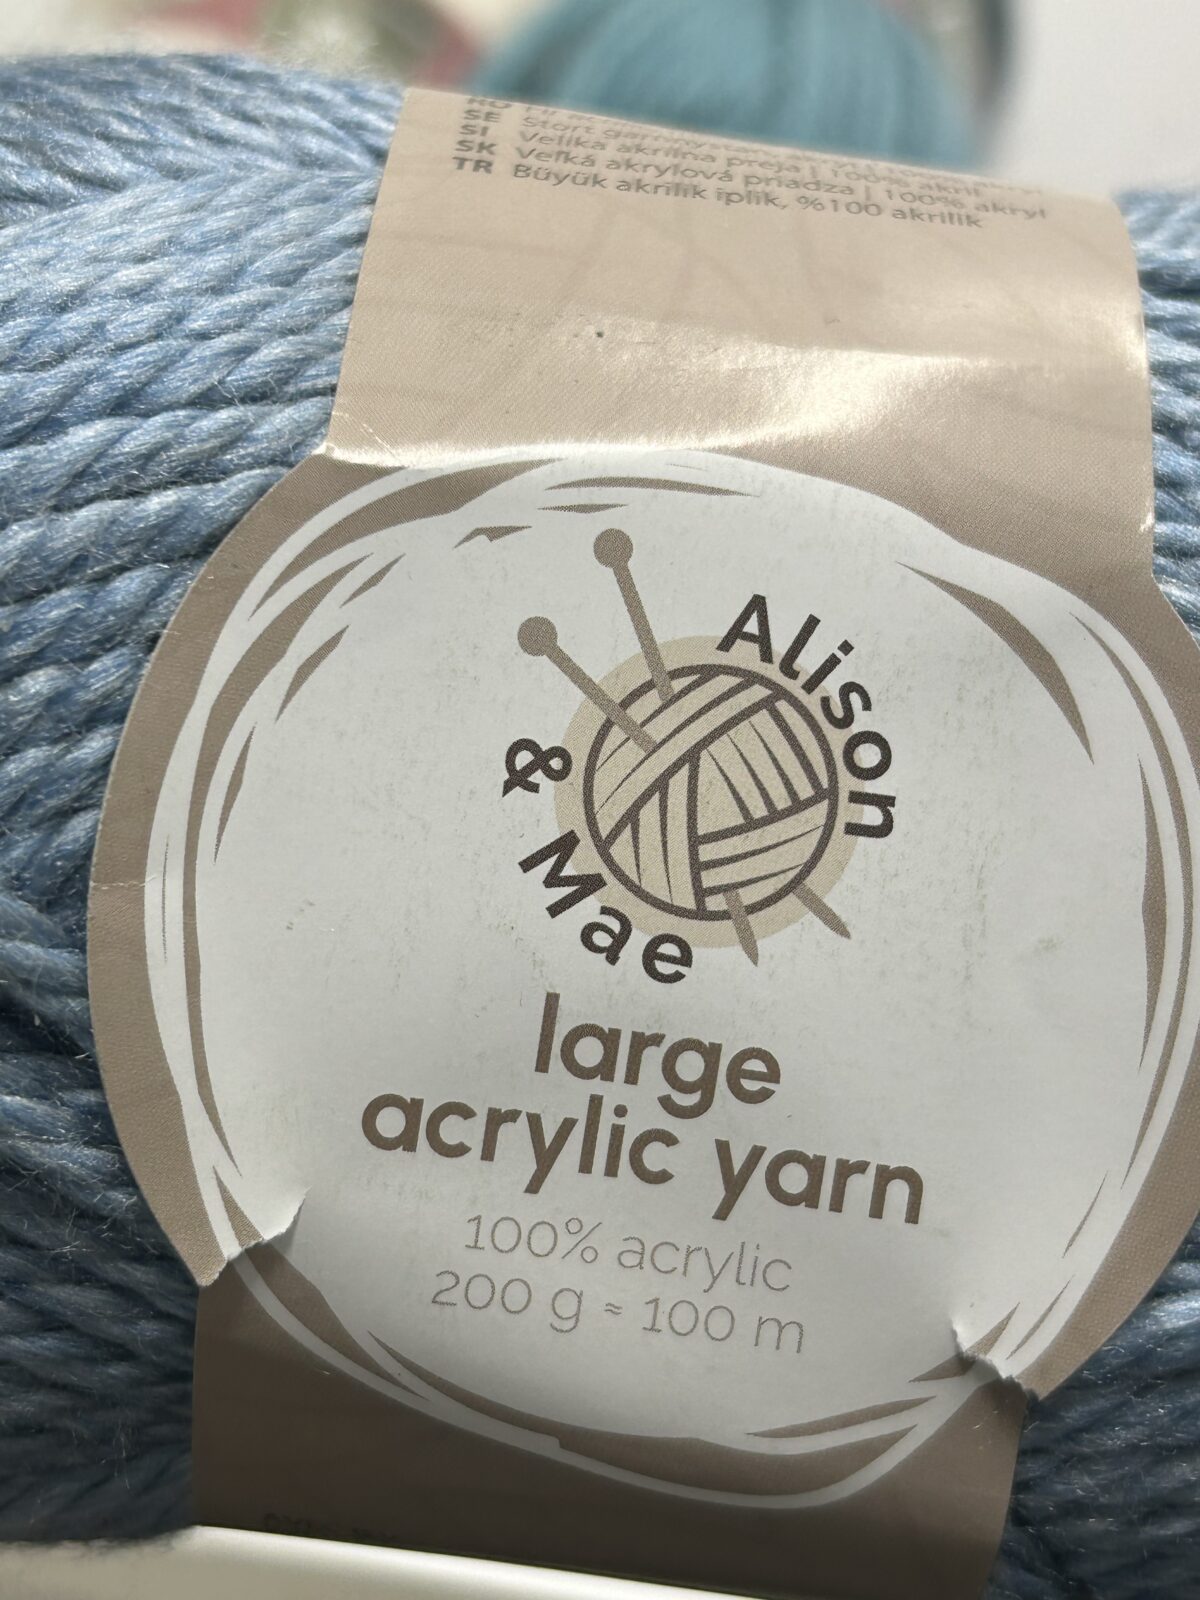 SE Stort
SI Velika akrilna preja | 100% akril
SK Veľká akrylová priadza | 100% akryl
TR Büyük akrilik iplik, %100 akrilik
Alison
& Mae
large
acrylic yarn
100% acrylic
200 g ≈ 100 m